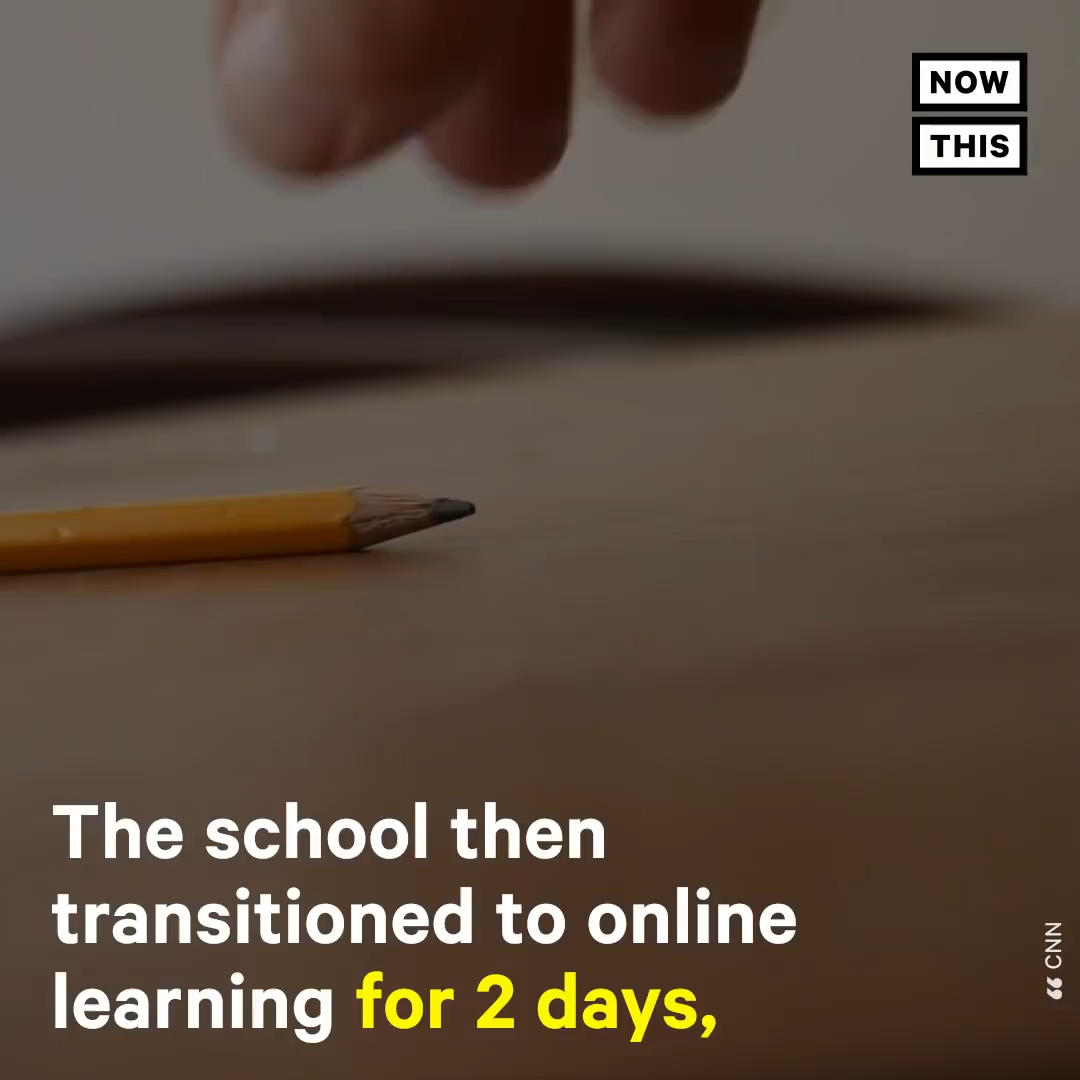 NOW
THIS
The school then
transitioned to online
learning for 2 days,
“ CNN